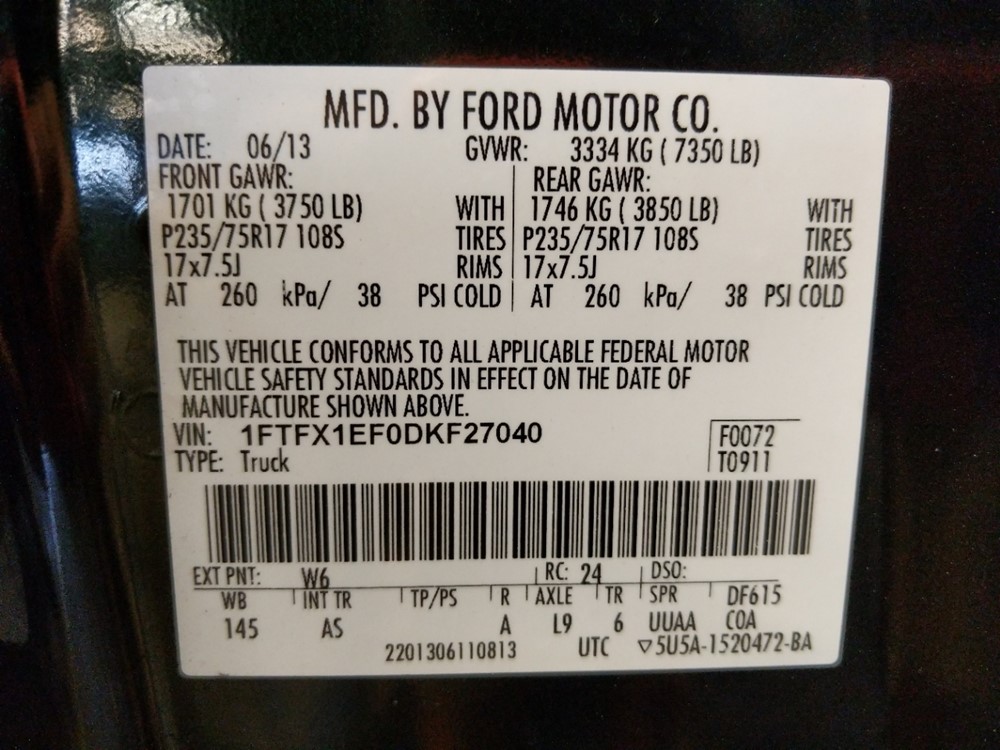 MFD. BY FORD MOTOR CO.
DATE: 06/13 GVWR: 3334 KG ( 7350 LB)
FRONT GAWR: REAR GAWR:
1701 KG ( 3750 LB) WITH 1746 KG ( 3850 LB) WITH
P235/75R17 108S TIRES P235/75R17 108S TIRES
17x7.5J RIMS 17x7.5J RIMS
AT 260 kPa/ 38 PSI COLD AT 260 kPa/ 38 PSI COLD
THIS VEHICLE CONFORMS TO ALL APPLICABLE FEDERAL MOTOR
VEHICLE SAFETY STANDARDS IN EFFECT ON THE DATE OF
MANUFACTURE SHOWN ABOVE.
VIN: 1FTFX1EF0DKF27040 F0072
TYPE: Truck T0911
EXT PNT: W6 RC: 24 DSO:
WB INT TR TP/PS R AXLE TR SPR DF615
145 AS A L9 6 UUAA COA
2201306110813 UTC ▽5U5A-1520472-BA